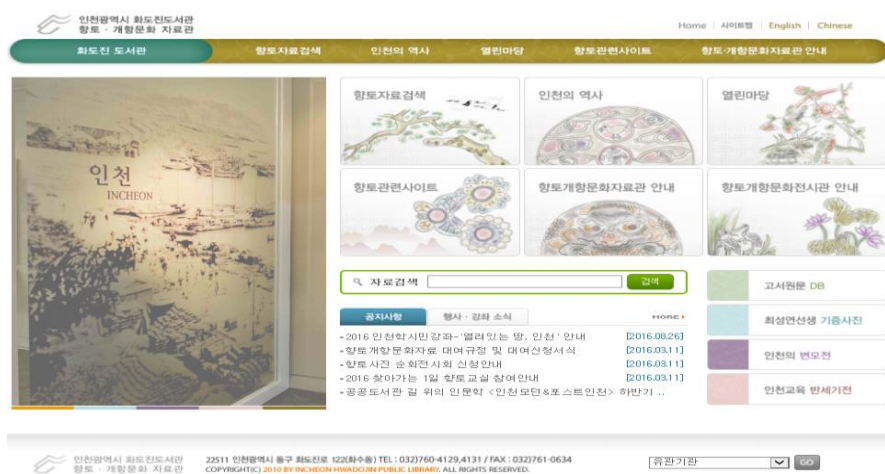 인천광역시 화도진도서관
향토 · 개항문화 자료관
Home 사이트맵 English Chinese
화도진 도서관 향토자료검색 인천의 역사 열린마당 향토관련사이트 향토·개항문화자료관 안내
인천
INCHEON
향토자료검색 인천의 역사 열린마당
향토관련사이트 향토개항문화자료관 안내 향토개항문화전시관 안내
자료검색 검색
공지사항 행사 · 강좌 소식 MORE
2016 인천학시민강좌-'열려있는 땅, 인천' 안내 [2016.08.26]
향토개항문화자료 대여규정 및 대여신청서식 [2016.03.11]
향토사진 순회전시회 신청안내 [2016.03.11]
2016 찾아가는 1일 향토교실 참여안내 [2016.03.11]
공공도서관 길 위의 인문학 <인천모던&포스트인천> 하반기 ..
고서원문 DB
최성연선생 기증사진
인천의 변모전
인천교육 반세기전
인천광역시 화도진도서관
향토 · 개항문화 자료관
22511 인천광역시 동구 화도진로 122(화수동) TEL : 032)760-4129,4131 / FAX : 032)761-0634
COPYRIGHT(C) 2010 BY INCHEON HWADOJIN PUBLIC LIBRARY. ALL RIGHTS RESERVED.
유관기관 GO